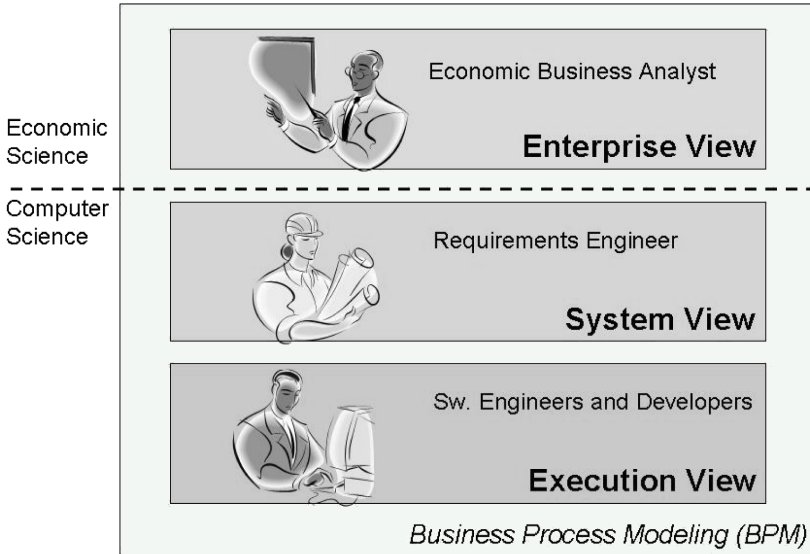 Economic Business Analyst
Economic
Science
Enterprise View
Computer
Science
Requirements Engineer
System View
Sw. Engineers and Developers
Execution View
Business Process Modeling (BPM)